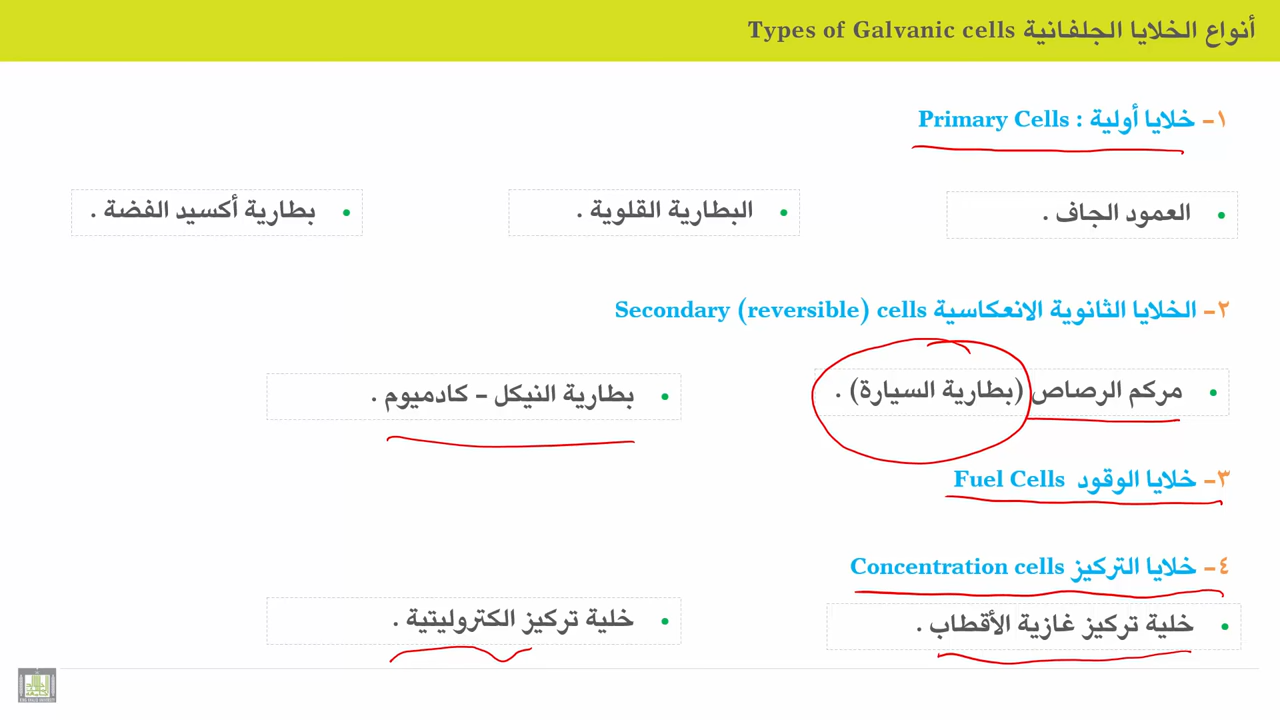 أنواع الخلايا الجلفانية Types of Galvanic cells
١- خلايا أولية : Primary Cells
• العمود الجاف .
• البطارية القلوية .
• بطارية أكسيد الفضة .
٢- الخلايا الثانوية الانعكاسية Secondary (reversible) cells
• مركم الرصاص (بطارية السيارة) .
• بطارية النيكل - كادميوم .
٣- خلايا الوقود Fuel Cells
٤- خلايا التركيز Concentration cells
• خلية تركيز غازية الأقطاب .
• خلية تركيز الكتروليتية .